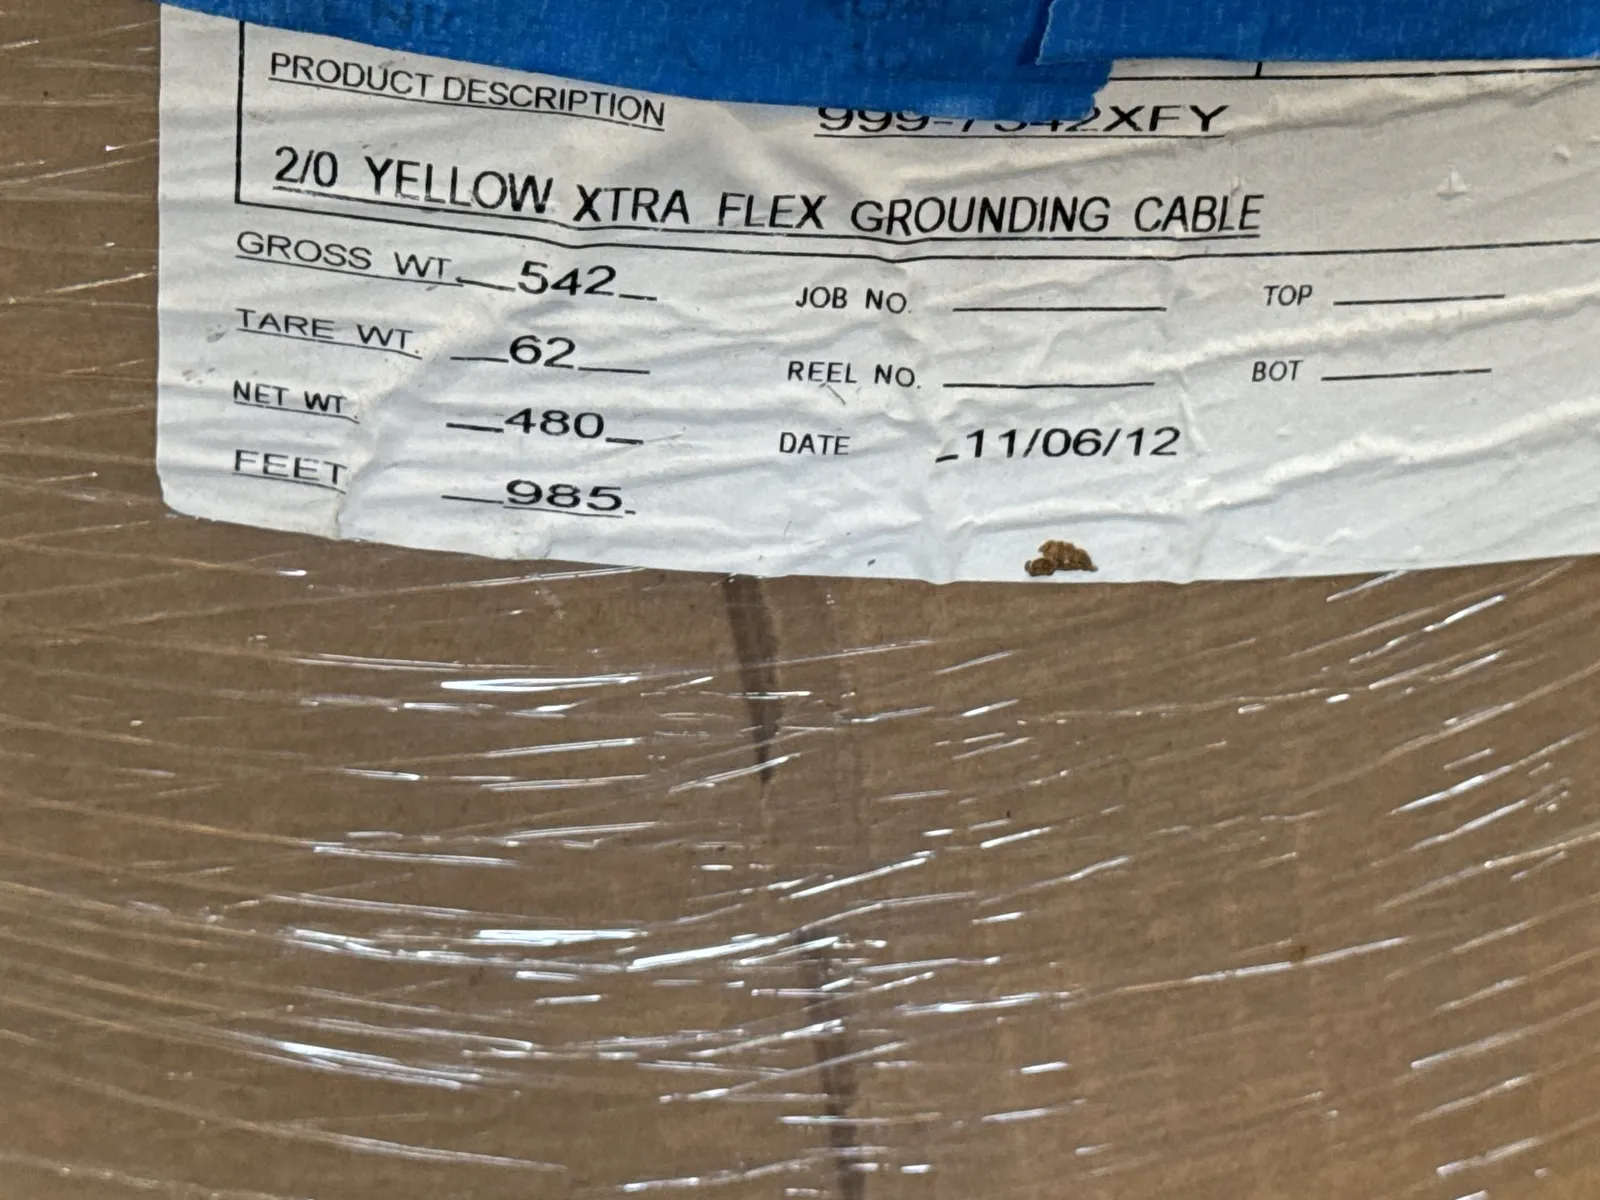 PRODUCT DESCRIPTION
2/0 YELLOW XTRA FLEX GROUNDING CABLE
GROSS WT. 542 JOB NO. TOP
TARE WT. 62 REEL NO. BOT
NET WT. 480 DATE 11/06/12
FEET 985